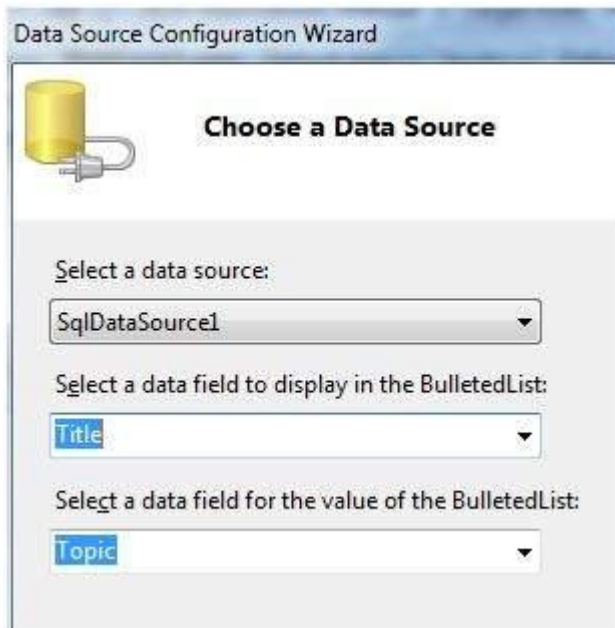 Data Source Configuration Wizard
Choose a Data Source
Select a data source:
SqlDataSource1
Select a data field to display in the BulletedList:
Title
Select a data field for the value of the BulletedList:
Topic